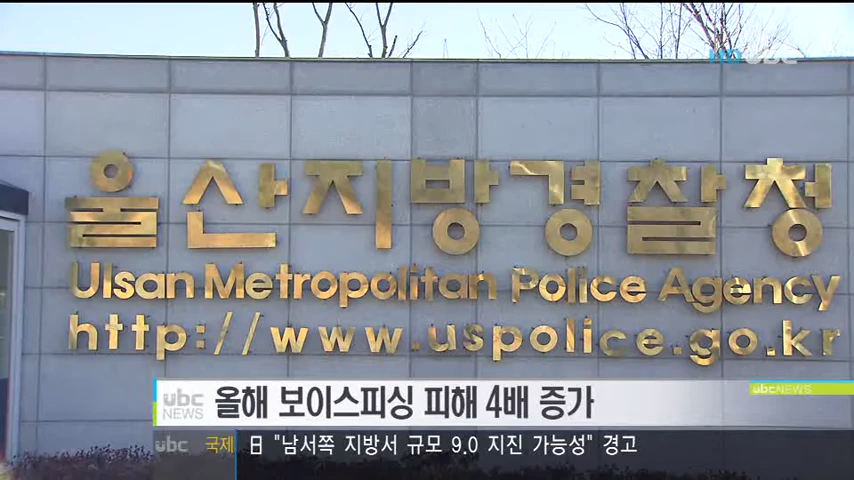 HD ubc
울산지방경찰청
Ulsan Metropolitan Police Agency
http://www.uspolice.go.kr
ubc NEWS
ubc NEWS 올해 보이스피싱 피해 4배 증가
ubc 국제 日 "남서쪽 지방서 규모 9.0 지진 가능성" 경고